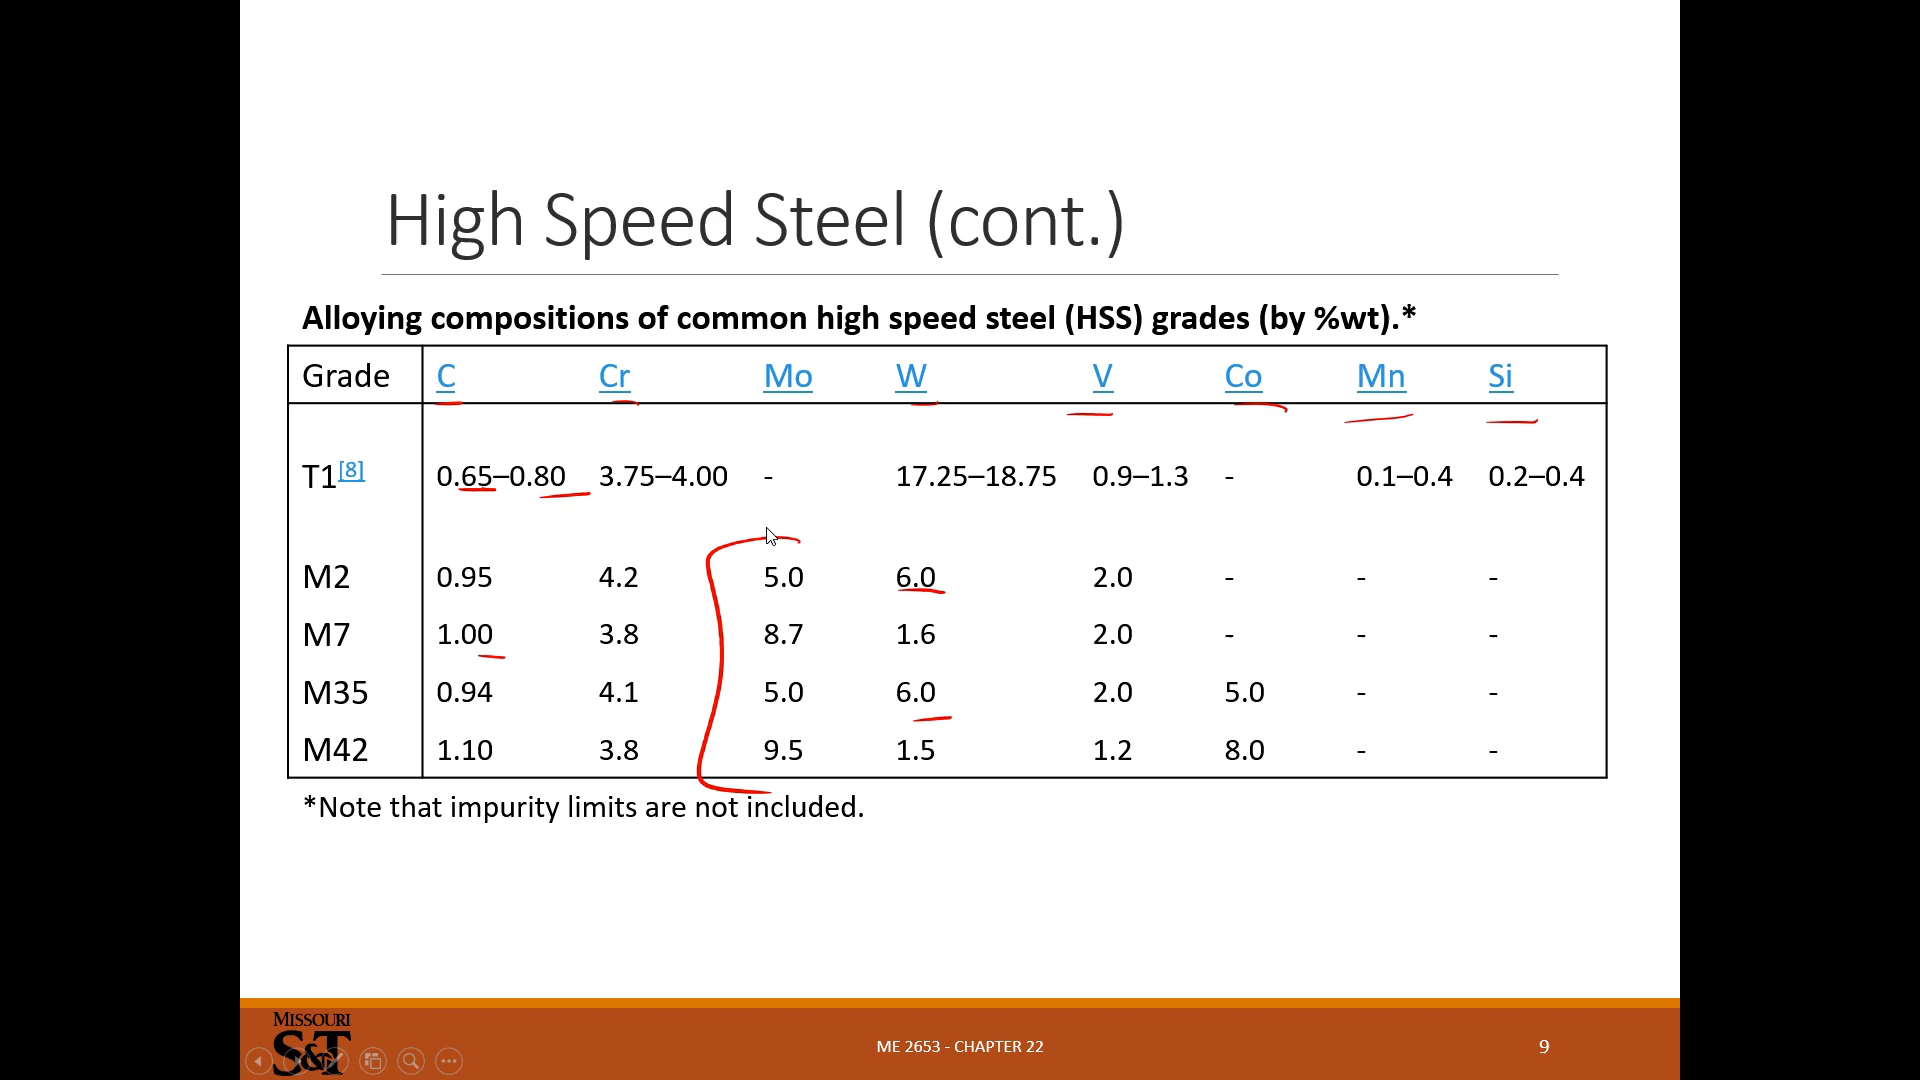 High Speed Steel (cont.)
Alloying compositions of common high speed steel (HSS) grades (by %wt).*
Grade C Cr Mo W V Co Mn Si
T1[8] 0.65–0.80 3.75–4.00 - 17.25–18.75 0.9–1.3 - 0.1–0.4 0.2–0.4
M2 0.95 4.2 5.0 6.0 2.0 - - -
M7 1.00 3.8 8.7 1.6 2.0 - - -
M35 0.94 4.1 5.0 6.0 2.0 5.0 - -
M42 1.10 3.8 9.5 1.5 1.2 8.0 - -
*Note that impurity limits are not included.
MISSOURI
S&T
ME 2653 - CHAPTER 22
9